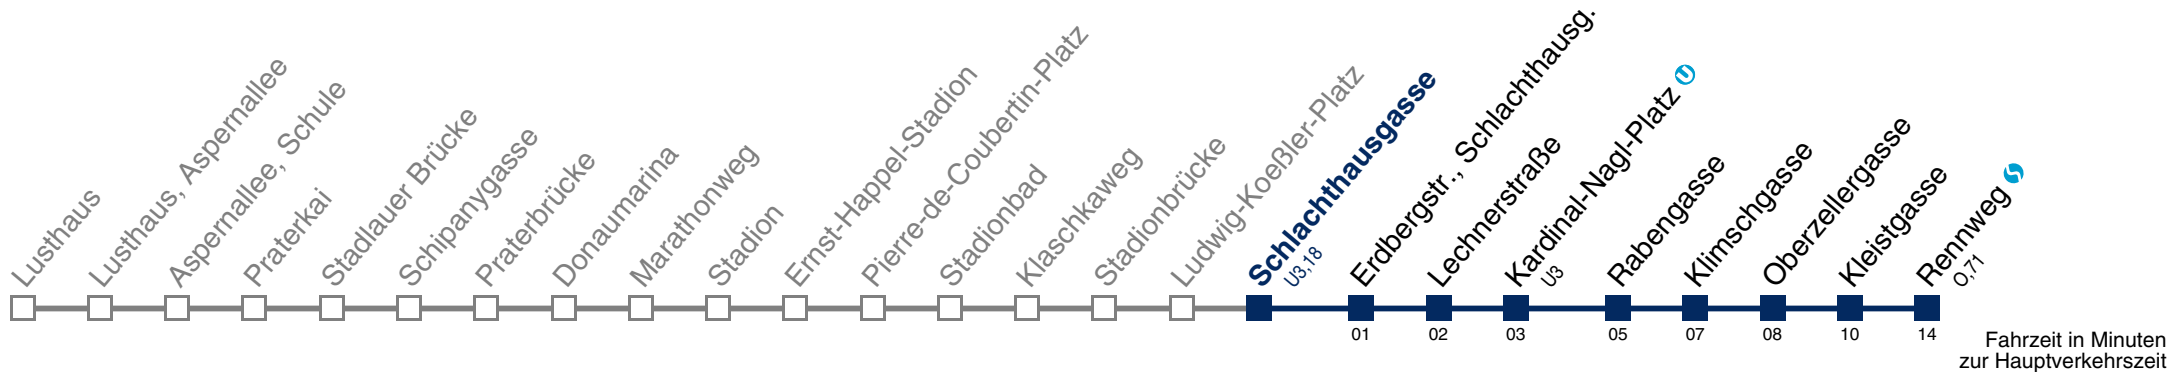 Lusthaus
Lusthaus, Aspernallee
Aspernallee, Schule
Praterkai
Stadlauer Brücke
Schipanygasse
Praterbrücke
Donaumarina
Marathonweg
Stadion
Ernst-Happel-Stadion
Pierre-de-Coubertin-Platz
Stadionbad
Klaschkaweg
Stadionbrücke
Ludwig-Koeßler-Platz
Schlachthausgasse
U3,18
Erdbergstr., Schlachthausg.
Lechnerstraße
Kardinal-Nagl-Platz U
U3
Rabengasse
Klimschgasse
Oberzellergasse
Kleistgasse
Rennweg
O,71
01 02 03 05 07 08 10 14
Fahrzeit in Minuten
zur Hauptverkehrszeit